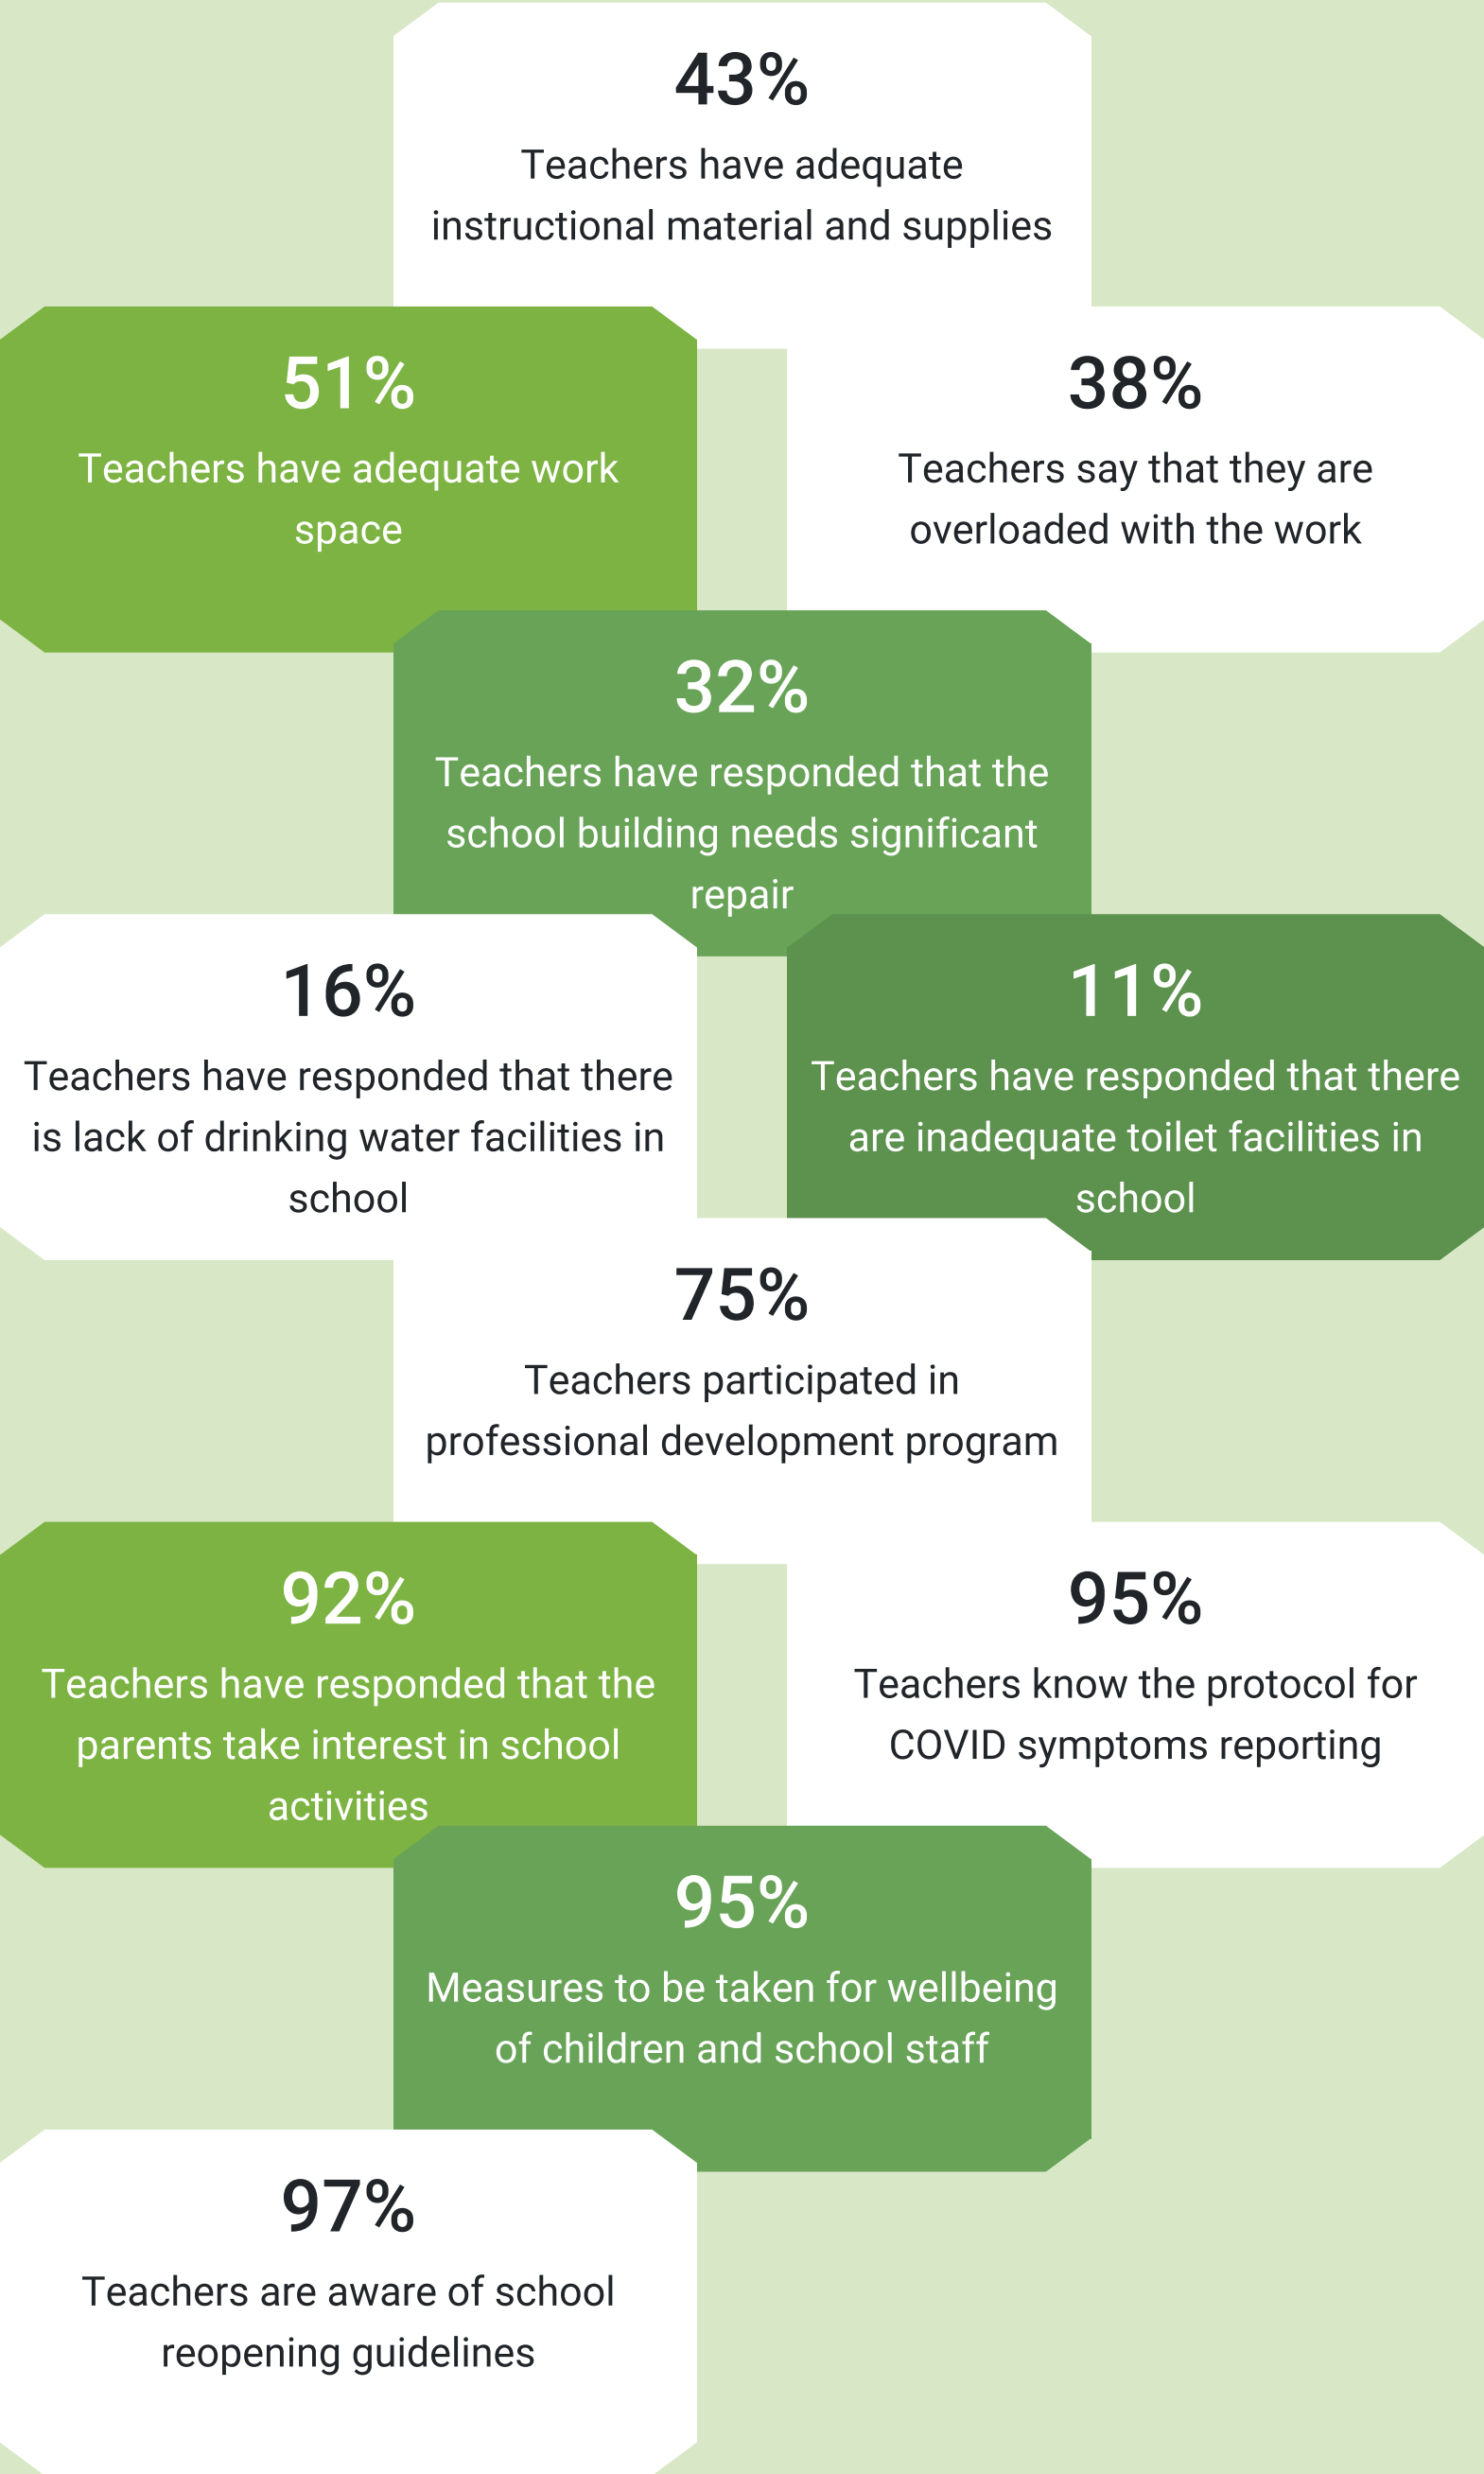 43%
Teachers have adequate
instructional material and supplies
51%
Teachers have adequate work
space
38%
Teachers say that they are
overloaded with the work
32%
Teachers have responded that the
school building needs significant
repair
16%
Teachers have responded that there
is lack of drinking water facilities in
school
11%
Teachers have responded that there
are inadequate toilet facilities in
school
75%
Teachers participated in
professional development program
92%
Teachers have responded that the
parents take interest in school
activities
95%
Teachers know the protocol for
COVID symptoms reporting
95%
Measures to be taken for wellbeing
of children and school staff
97%
Teachers are aware of school
reopening guidelines